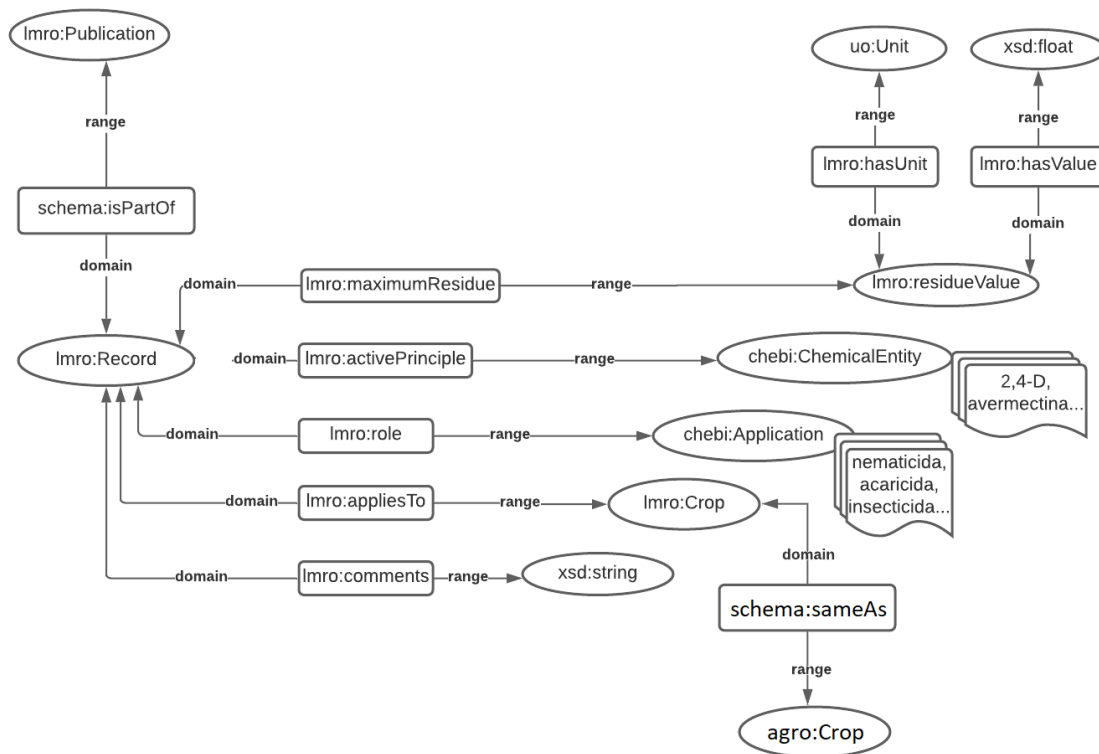 lmro:Publication
uo:Unit
xsd:float
range
range
range
lmro:hasUnit
lmro:hasValue
schema:isPartOf
domain
domain
domain
domain
lmro:maximumResidue
range
lmro:residueValue
lmro:Record
domain
lmro:activePrinciple
range
chebi:ChemicalEntity
2,4-D,
avermectina...
domain
lmro:role
range
chebi:Application
nematicida,
acaricida,
insecticida...
domain
lmro:appliesTo
range
lmro:Crop
domain
domain
lmro:comments
range
xsd:string
schema:sameAs
range
agro:Crop